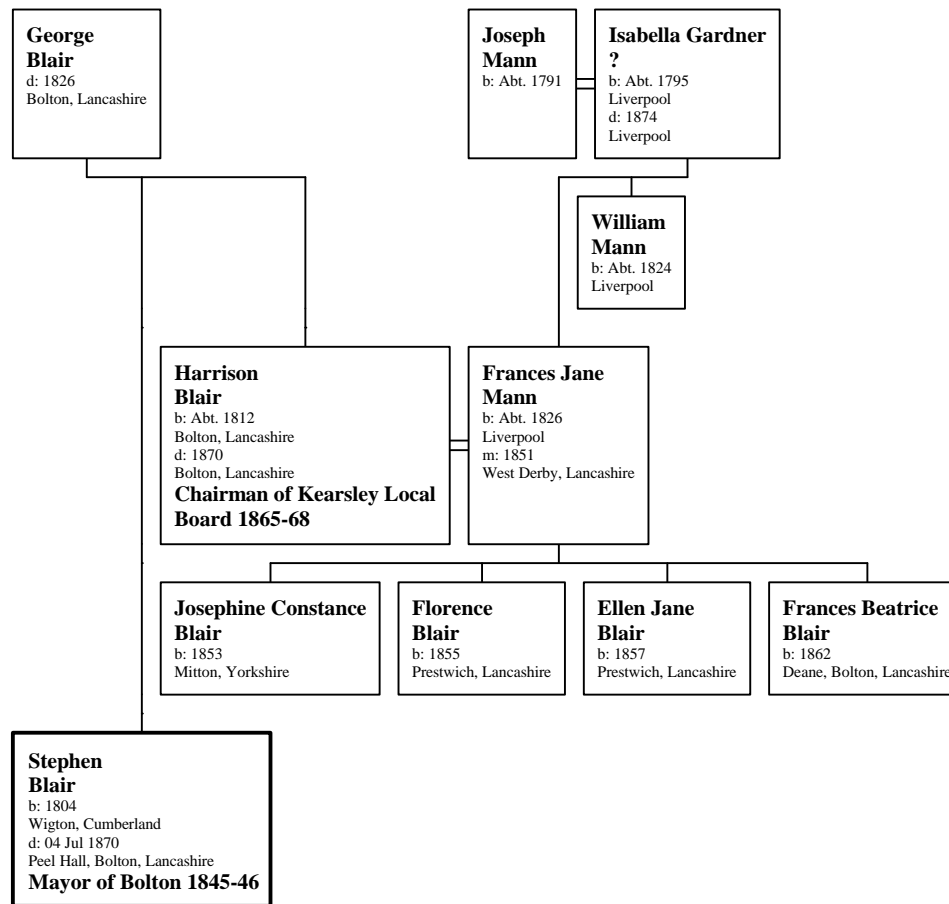 George
Blair
d: 1826
Bolton, Lancashire
Joseph
Mann
b: Abt. 1791
Isabella Gardner
?
b: Abt. 1795
Liverpool
d: 1874
Liverpool
William
Mann
b: Abt. 1824
Liverpool
Harrison
Blair
b: Abt. 1812
Bolton, Lancashire
d: 1870
Bolton, Lancashire
Chairman of Kearsley Local
Board 1865-68
Frances Jane
Mann
b: Abt. 1826
Liverpool
m: 1851
West Derby, Lancashire
Josephine Constance
Blair
b: 1853
Mitton, Yorkshire
Florence
Blair
b: 1855
Prestwich, Lancashire
Ellen Jane
Blair
b: 1857
Prestwich, Lancashire
Frances Beatrice
Blair
b: 1862
Deane, Bolton, Lancashire
Stephen
Blair
b: 1804
Wigton, Cumberland
d: 04 Jul 1870
Peel Hall, Bolton, Lancashire
Mayor of Bolton 1845-46